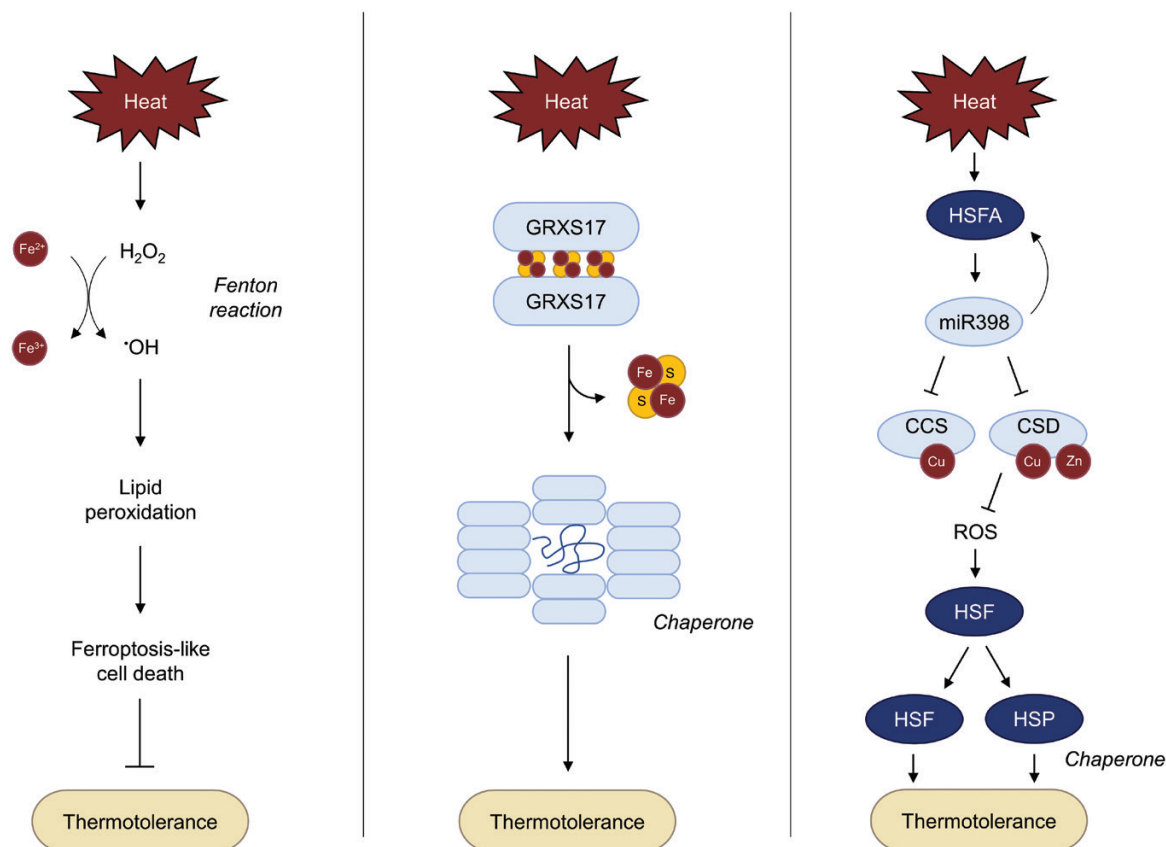 Heat
Fe²⁺
H₂O₂
Fenton
reaction
Fe³⁺
•OH
Lipid
peroxidation
Ferroptosis-like
cell death
Thermotolerance
Heat
GRXS17
GRXS17
Fe S
S Fe
Chaperone
Thermotolerance
Heat
HSFA
miR398
CCS
Cu
CSD
Cu Zn
ROS
HSF
HSF HSP
Chaperone
Thermotolerance